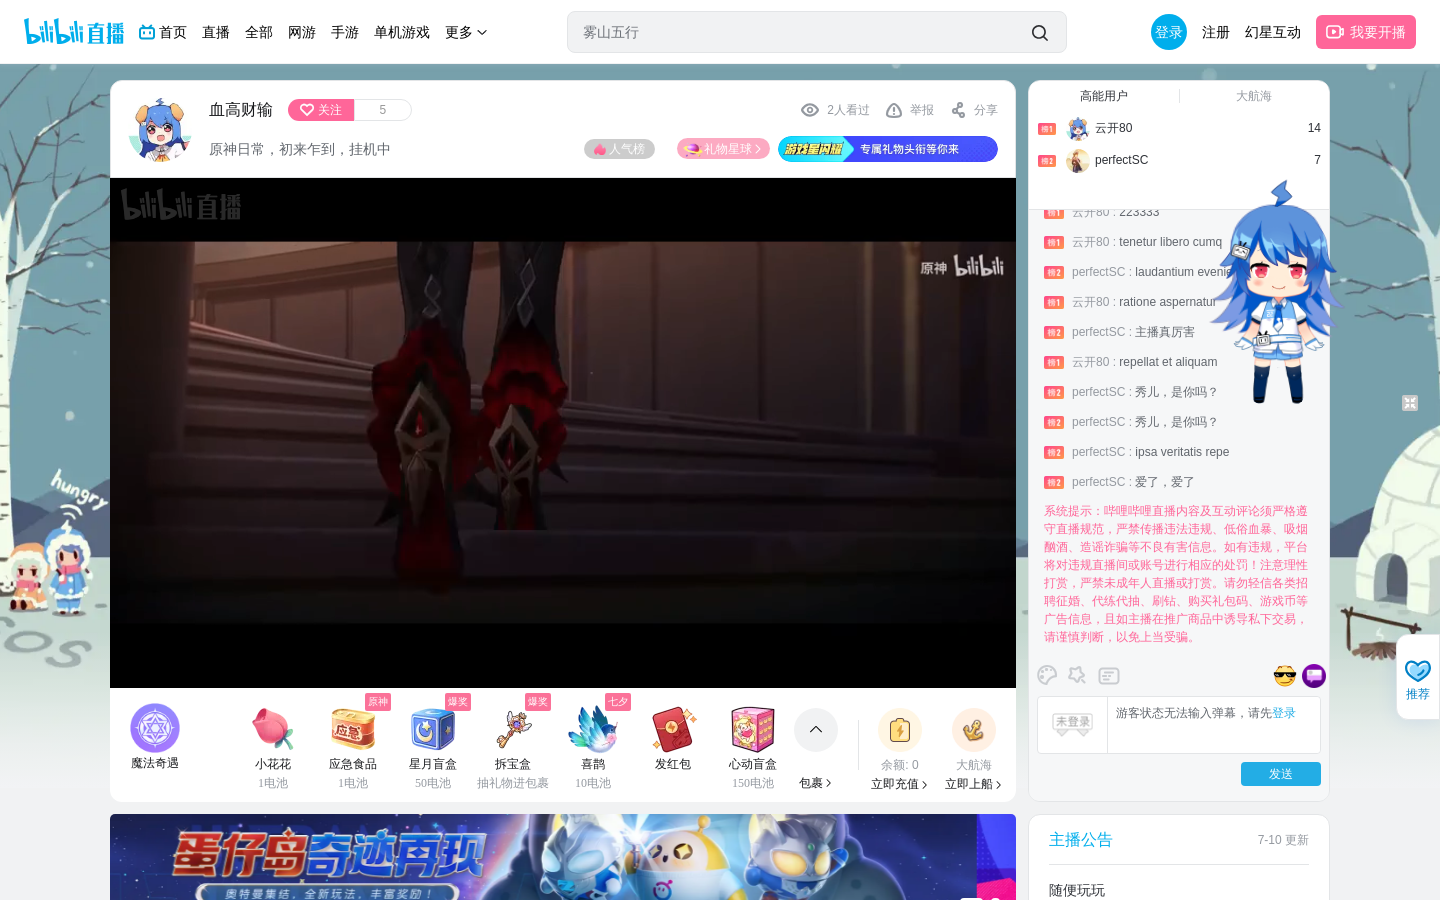 bilibili 直播
首页
直播
全部
网游
手游
单机游戏
更多
雾山五行
登录
注册
幻星互动
我要开播
血高财输
关注
5
2人看过
举报
分享
原神日常，初来乍到，挂机中
人气榜
礼物星球
游戏星闪耀
专属礼物头衔等你来
bilibili 直播
原神 bilibili
高能用户
大航海
榜1 云开80 14
榜2 perfectSC 7
榜1 云开80 : 223333
榜1 云开80 : tenetur libero cumq
榜2 perfectSC : laudantium evenie
榜1 云开80 : ratione aspernatur
榜2 perfectSC : 主播真厉害
榜1 云开80 : repellat et aliquam
榜2 perfectSC : 秀儿，是你吗？
榜2 perfectSC : 秀儿，是你吗？
榜2 perfectSC : ipsa veritatis repe
榜2 perfectSC : 爱了，爱了
系统提示：哔哩哔哩直播内容及互动评论须严格遵
守直播规范，严禁传播违法违规、低俗血暴、吸烟
酗酒、造谣诈骗等不良有害信息。如有违规，平台
将对违规直播间或账号进行相应的处罚！注意理性
打赏，严禁未成年人直播或打赏。请勿轻信各类招
聘征婚、代练代抽、刷钻、购买礼包码、游戏币等
广告信息，且如主播在推广商品中诱导私下交易，
请谨慎判断，以免上当受骗。
未登录
游客状态无法输入弹幕，请先登录
发送
hungry
SOS
推荐
魔法奇遇
小花花
1电池
原神
应急
应急食品
1电池
爆奖
星月盲盒
50电池
爆奖
拆宝盒
抽礼物进包裹
七夕
喜鹊
10电池
发红包
心动盲盒
150电池
包裹
余额: 0
立即充值
大航海
立即上船
蛋仔岛奇迹再现
奥特曼集结，全新玩法，丰富奖励！
主播公告
7-10 更新
随便玩玩